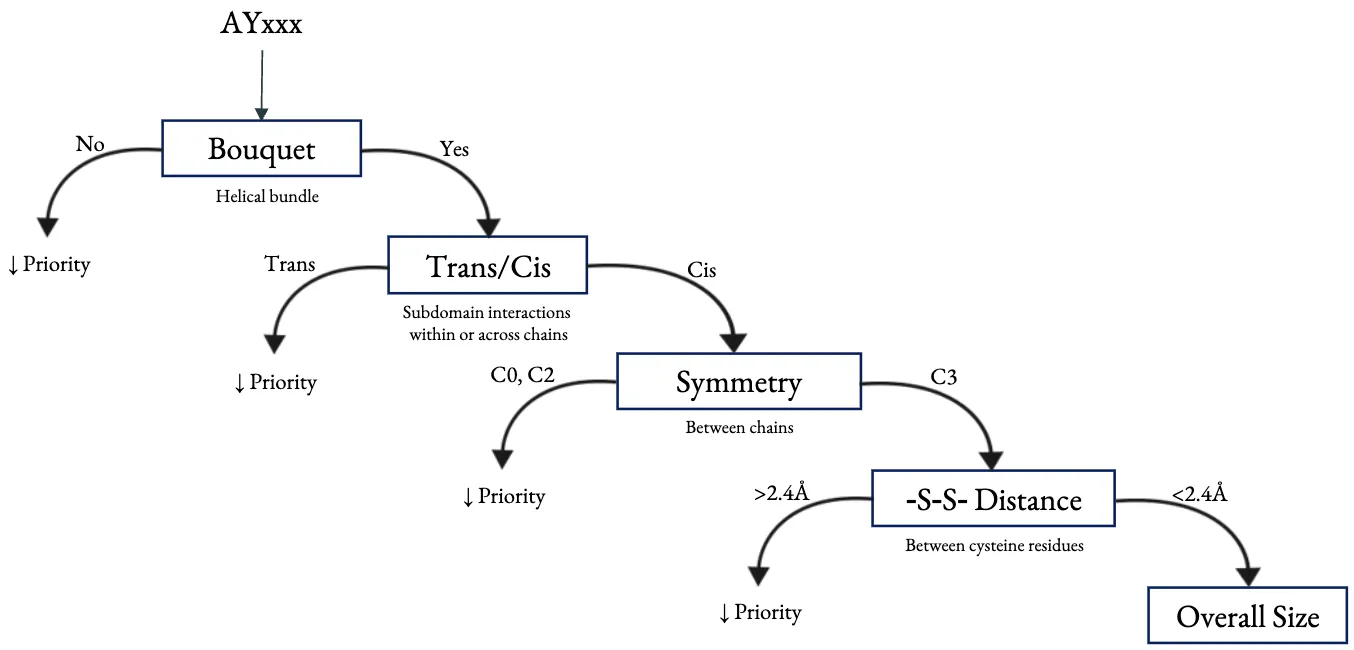 AYxxx
No
Bouquet
Yes
Helical bundle
↓ Priority
Trans
Trans/Cis
Cis
Subdomain interactions
within or across chains
↓ Priority
C0, C2
Symmetry
C3
Between chains
↓ Priority
>2.4Å
-S-S- Distance
<2.4Å
Between cysteine residues
↓ Priority
Overall Size